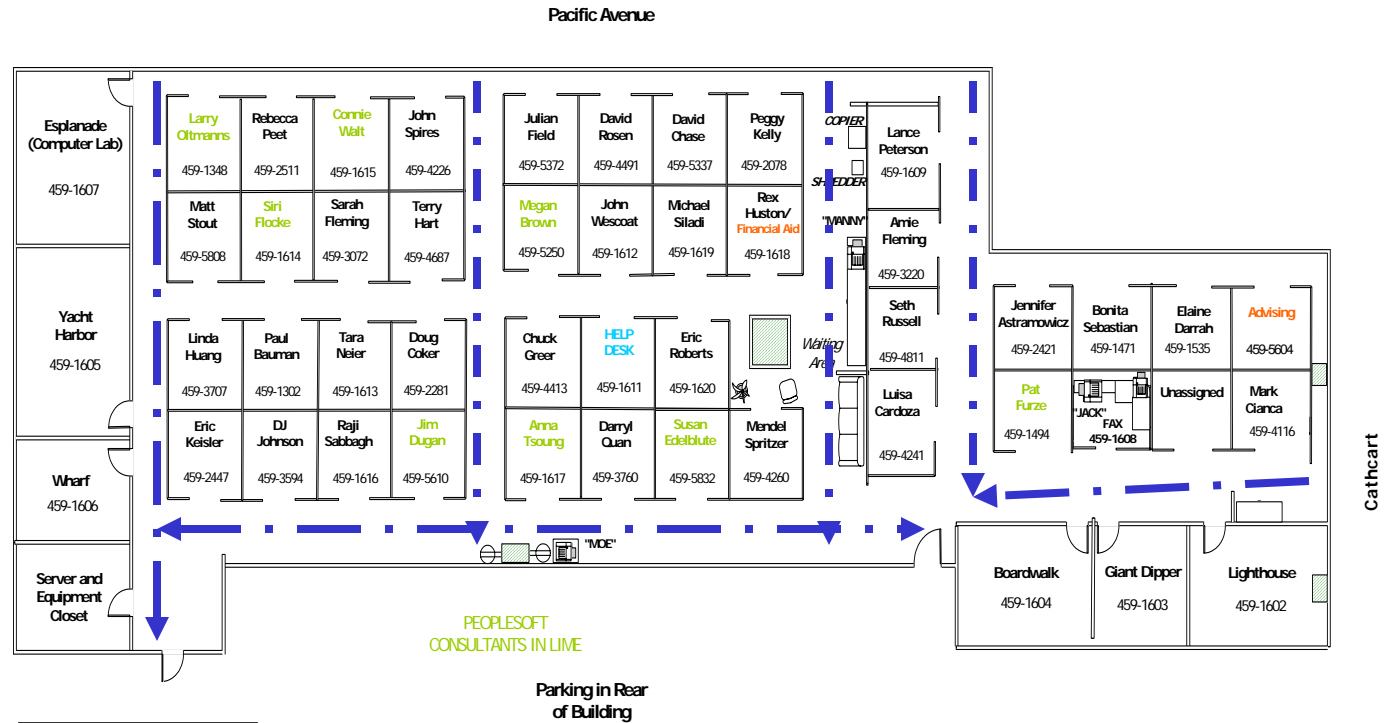 Pacific Avenue
Esplanade
(Computer Lab)
459-1607
Yacht
Harbor
459-1605
Wharf
459-1606
Server and
Equipment
Closet
Larry
Oltmanns
459-1348
Rebecca
Peet
459-2511
Connie
Walt
459-1615
John
Spires
459-4226
Matt
Stout
459-5808
Siri
Flocke
459-1614
Sarah
Fleming
459-3072
Terry
Hart
459-4687
Linda
Huang
459-3707
Paul
Bauman
459-1302
Tara
Neier
459-1613
Doug
Coker
459-2281
Eric
Keisler
459-2447
DJ
Johnson
459-3594
Raji
Sabbagh
459-1616
Jim
Dugan
459-5610
Julian
Field
459-5372
David
Rosen
459-4491
David
Chase
459-5337
Peggy
Kelly
459-2078
Megan
Brown
459-5250
John
Wescoat
459-1612
Michael
Siladi
459-1619
Rex
Huston/
Financial Aid
459-1618
Chuck
Greer
459-4413
HELP
DESK
459-1611
Eric
Roberts
459-1620
Anna
Tsoung
459-1617
Darryl
Quan
459-3760
Susan
Edelblute
459-5832
Mendel
Spritzer
459-4260
COPIER
SHREDDER
"MANNY"
Waiting
Area
Lance
Peterson
459-1609
Amie
Fleming
459-3220
Seth
Russell
459-4811
Luisa
Cardoza
459-4241
Jennifer
Astramowicz
459-2421
Bonita
Sebastian
459-1471
Elaine
Darrah
459-1535
Advising
459-5604
Pat
Furze
459-1494
"JACK"
FAX
459-1608
Unassigned
Mark
Cianca
459-4116
Cathcart
"MOE"
Boardwalk
459-1604
Giant Dipper
459-1603
Lighthouse
459-1602
PEOPLESOFT
CONSULTANTS IN LIME
Parking in Rear
of Building